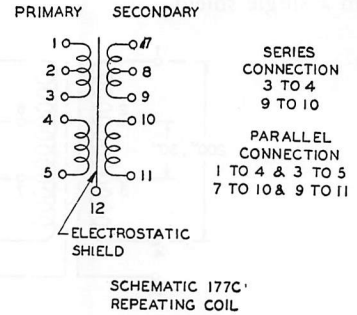 PRIMARY SECONDARY
1 7
2 8
3 9
4 10
5 11
12
ELECTROSTATIC
SHIELD
SERIES
CONNECTION
3 TO 4
9 TO 10
PARALLEL
CONNECTION
1 TO 4 & 3 TO 5
7 TO 10 & 9 TO 11
SCHEMATIC 177C
REPEATING COIL